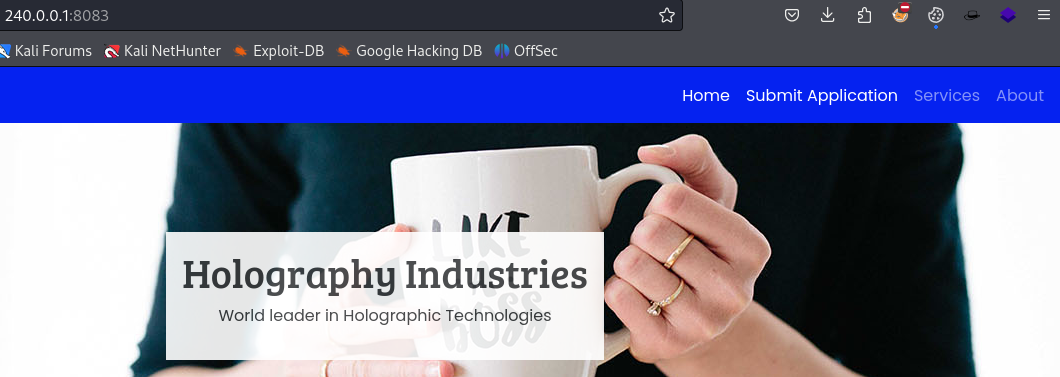 240.0.0.1:8083
Kali Forums Kali NetHunter Exploit-DB Google Hacking DB OffSec
Home Submit Application Services About
LIKE
Holography Industries
World leader in Holographic Technologies
BOSS